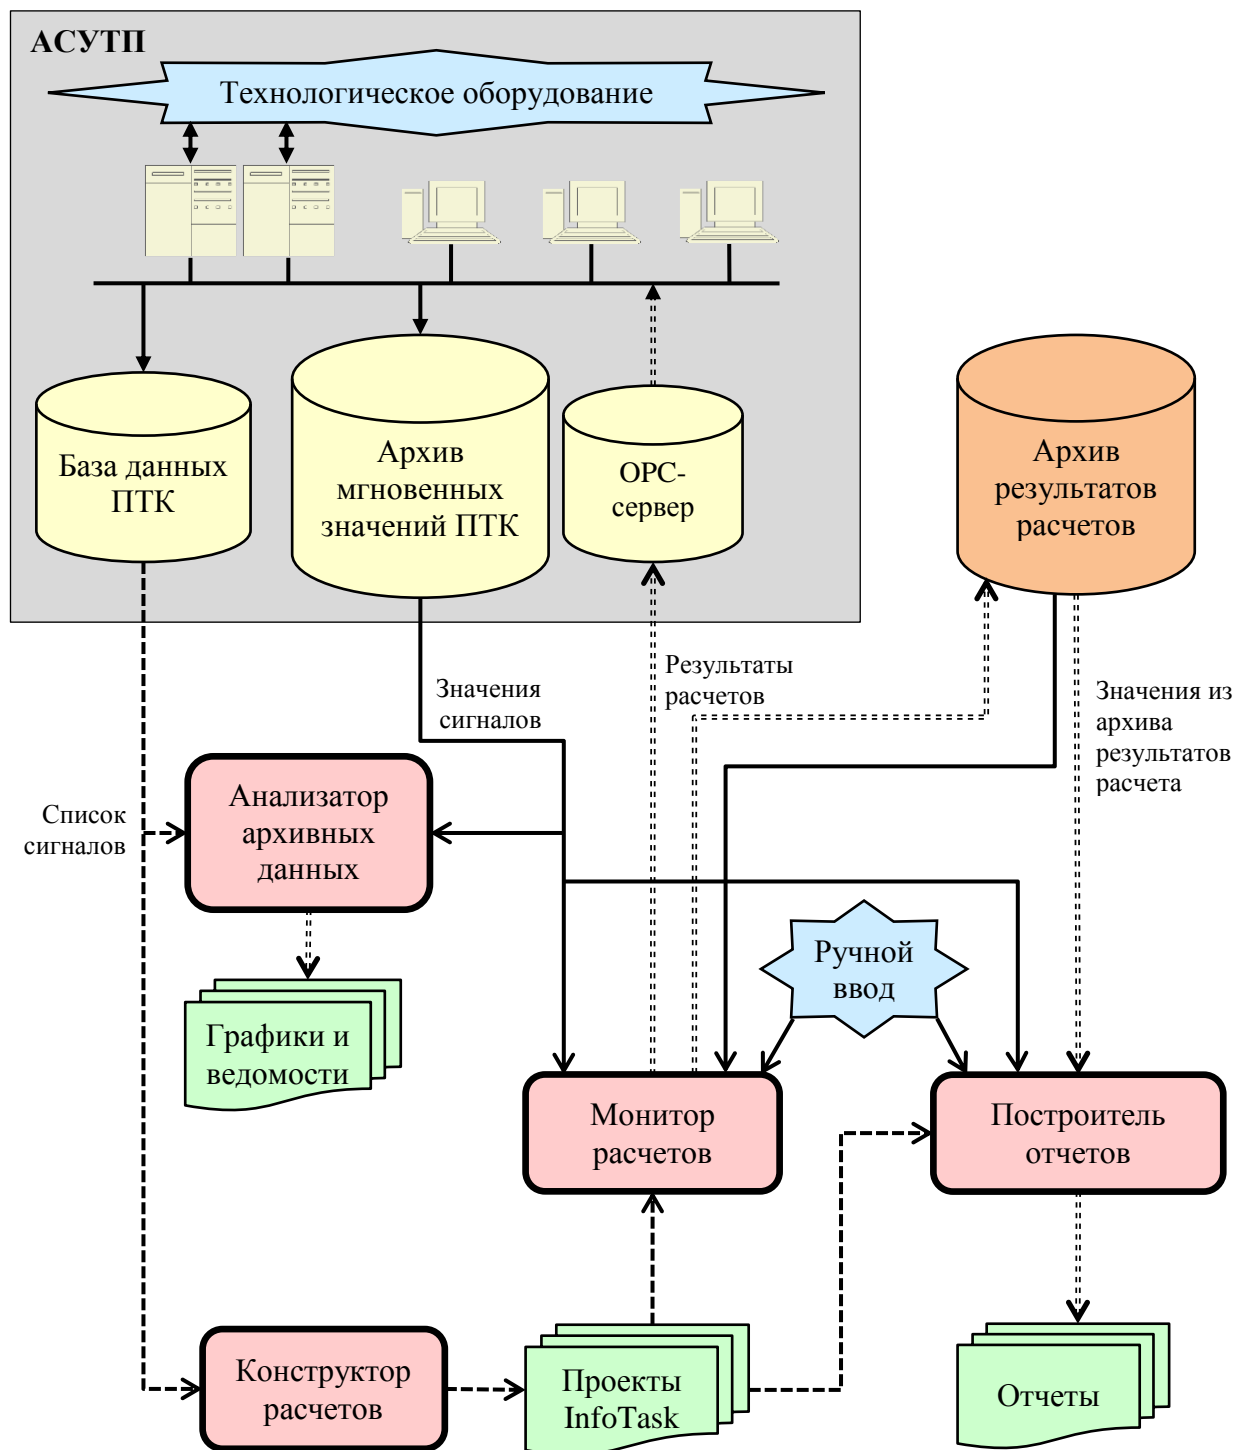 АСУТП
Технологическое оборудование
База данных
ПТК
Архив
мгновенных
значений ПТК
OPC-
сервер
Архив
результатов
расчетов
Значения
сигналов
Результаты
расчетов
Значения из
архива
результатов
расчета
Список
сигналов
Анализатор
архивных
данных
Ручной
ввод
Графики и
ведомости
Монитор
расчетов
Построитель
отчетов
Конструктор
расчетов
Проекты
InfoTask
Отчеты